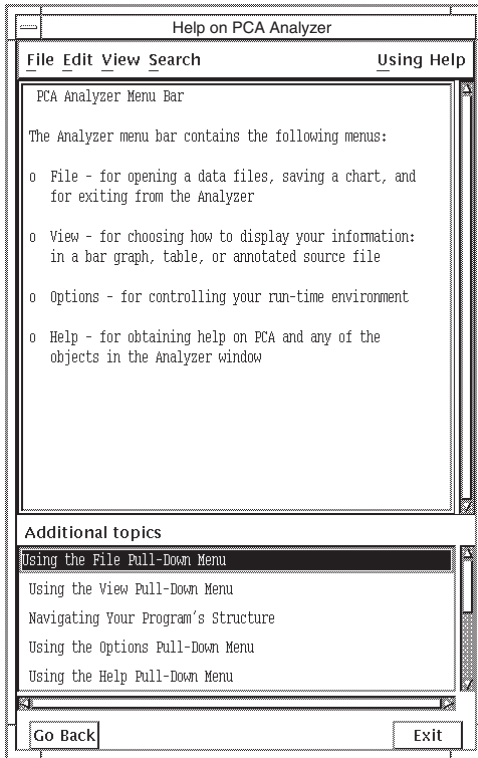 Help on PCA Analyzer
File Edit View Search Using Help
PCA Analyzer Menu Bar
The Analyzer menu bar contains the following menus:
o File - for opening a data files, saving a chart, and
for exiting from the Analyzer
o View - for choosing how to display your information:
in a bar graph, table, or annotated source file
o Options - for controlling your run-time environment
o Help - for obtaining help on PCA and any of the
objects in the Analyzer window
Additional topics
Using the File Pull-Down Menu
Using the View Pull-Down Menu
Navigating Your Program's Structure
Using the Options Pull-Down Menu
Using the Help Pull-Down Menu
Go Back Exit